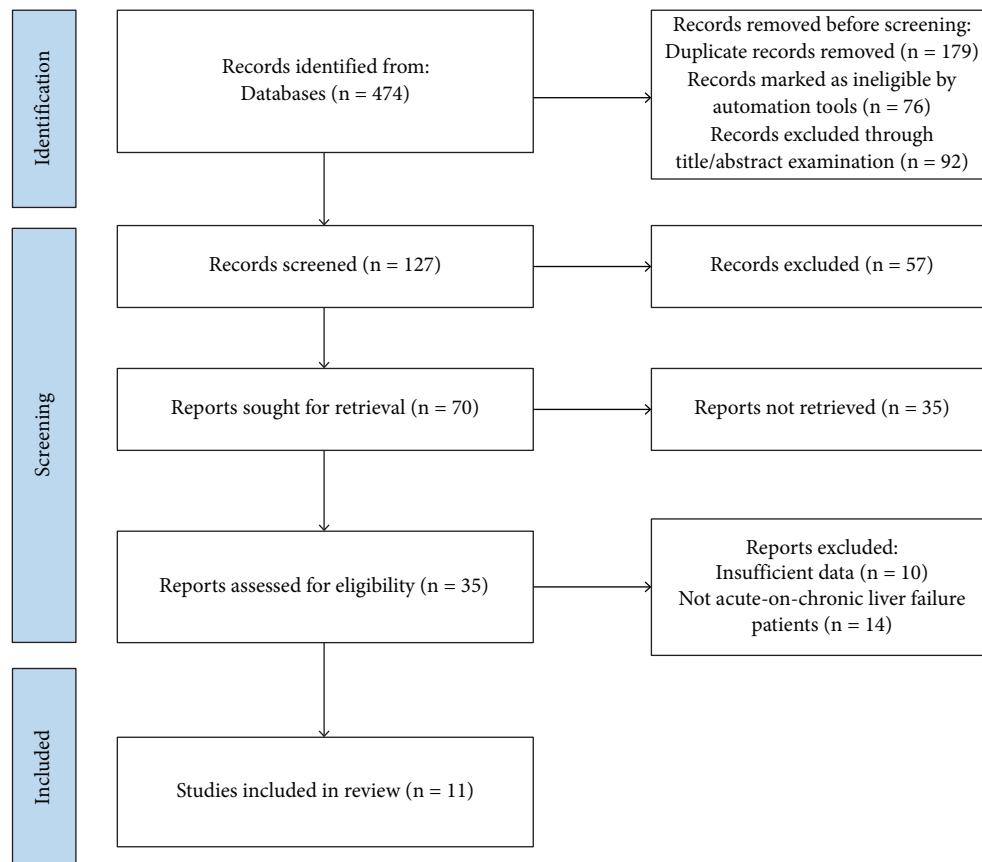 Identification
Records identified from:
Databases (n = 474)
Records removed before screening:
Duplicate records removed (n = 179)
Records marked as ineligible by
automation tools (n = 76)
Records excluded through
title/abstract examination (n = 92)
Screening
Records screened (n = 127)
Records excluded (n = 57)
Reports sought for retrieval (n = 70)
Reports not retrieved (n = 35)
Reports assessed for eligibility (n = 35)
Reports excluded:
Insufficient data (n = 10)
Not acute-on-chronic liver failure
patients (n = 14)
Included
Studies included in review (n = 11)